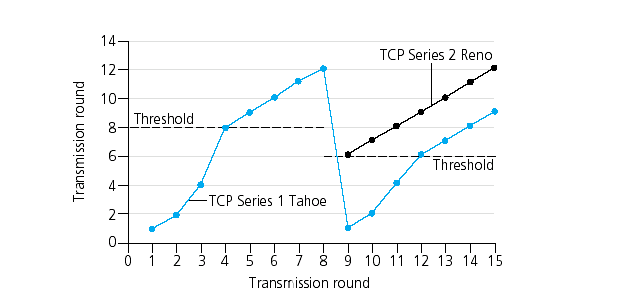 14
TCP Series 2 Reno
12
10
Threshold
8
6
Threshold
4
TCP Series 1 Tahoe
2
0
Transmission round
0 1 2 3 4 5 6 7 8 9 10 11 12 13 14 15
Transmission round